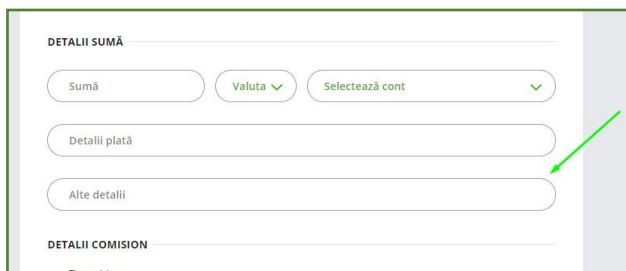 DETALII SUMĂ
Sumă
Valuta
Selectează cont
Detalii plată
Alte detalii
DETALII COMISION